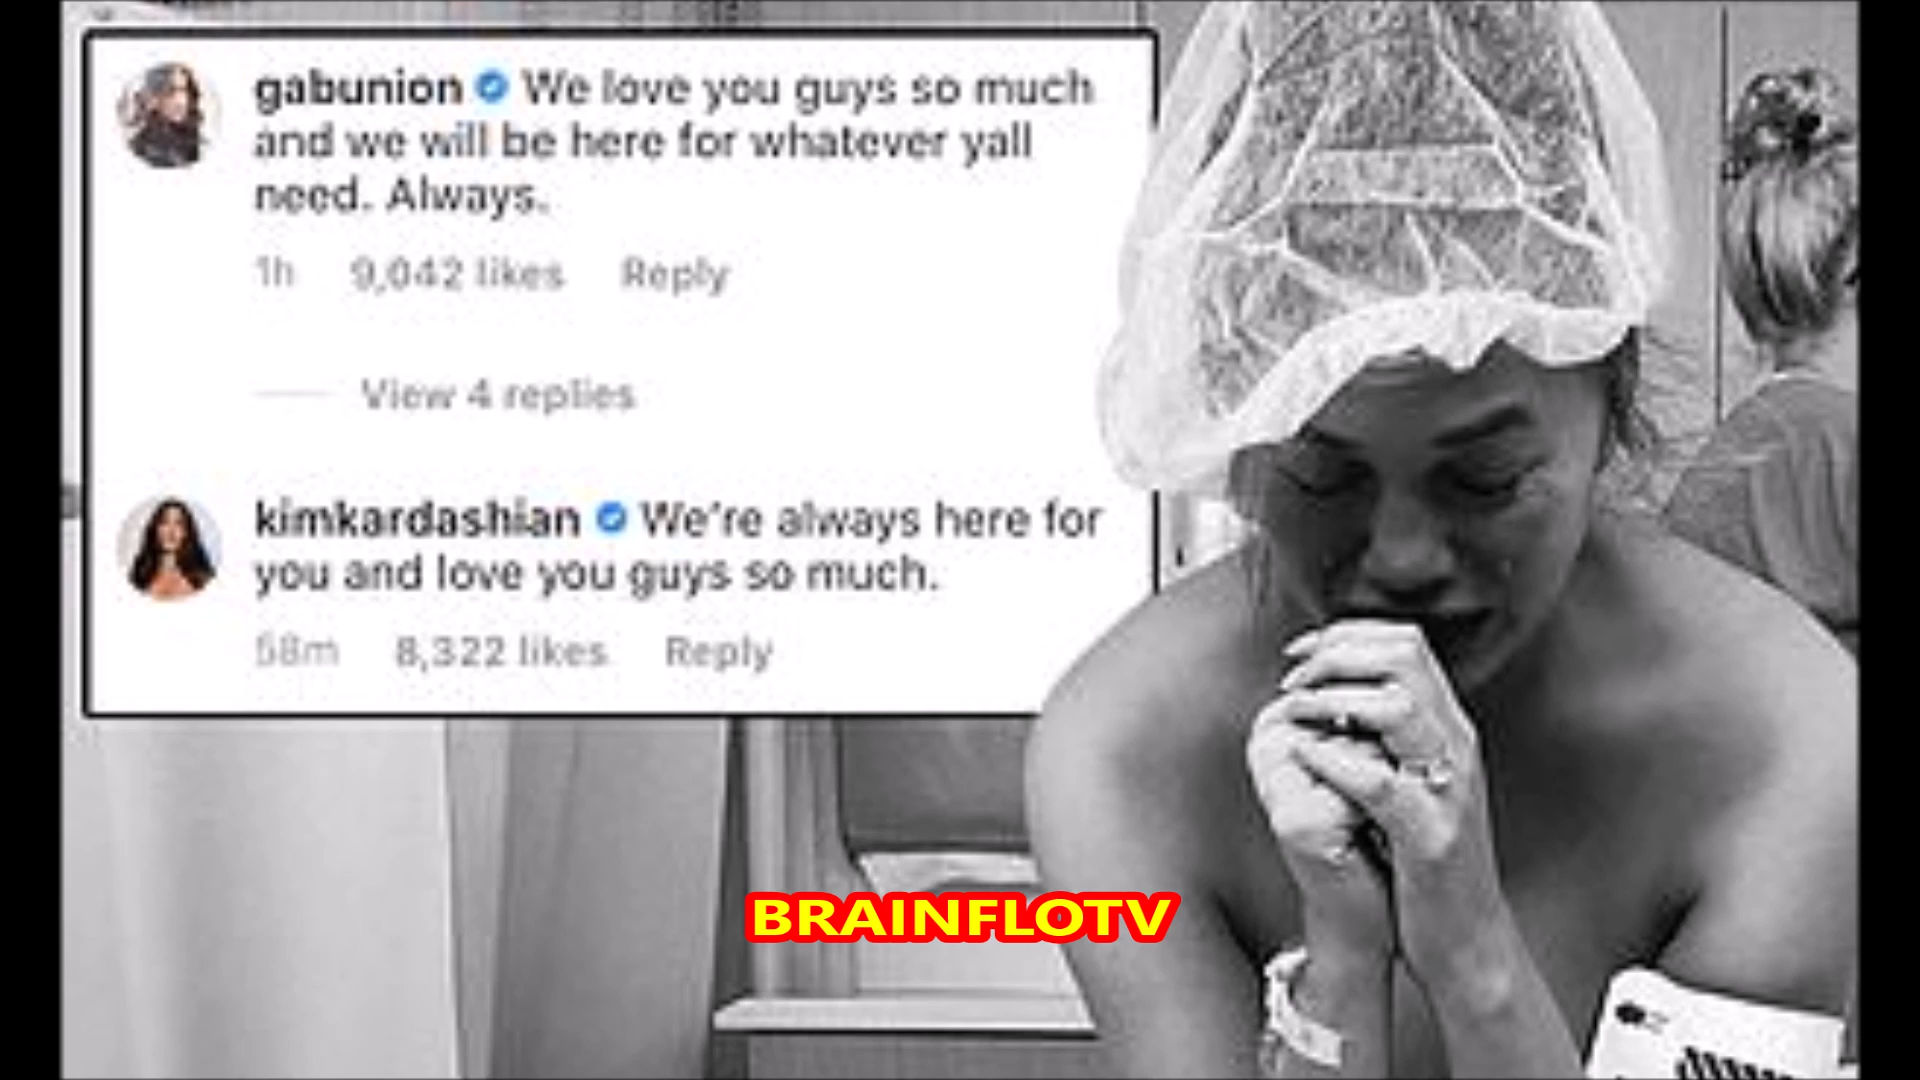 gabunion We love you guys so much
and we will be here for whatever yall
need. Always.
1h 9,042 likes Reply
View 4 replies
kimkardashian We're always here for
you and love you guys so much.
58m 8,322 likes Reply
BRAINFLOTV